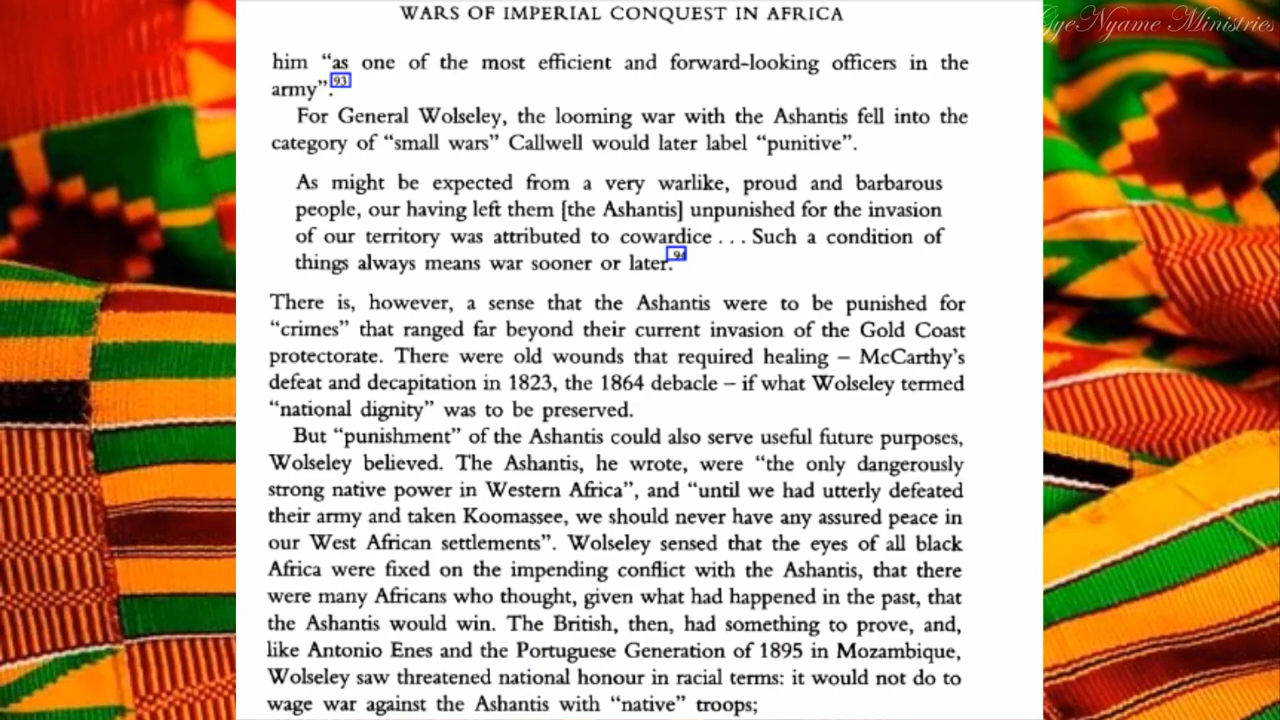 WARS OF IMPERIAL CONQUEST IN AFRICA
GyeNyame Ministries
him “as one of the most efficient and forward-looking officers in the
army”.93
For General Wolseley, the looming war with the Ashantis fell into the
category of “small wars” Callwell would later label “punitive”.
As might be expected from a very warlike, proud and barbarous
people, our having left them [the Ashantis] unpunished for the invasion
of our territory was attributed to cowardice . . . Such a condition of
things always means war sooner or later.94
There is, however, a sense that the Ashantis were to be punished for
“crimes” that ranged far beyond their current invasion of the Gold Coast
protectorate. There were old wounds that required healing – McCarthy’s
defeat and decapitation in 1823, the 1864 debacle – if what Wolseley termed
“national dignity” was to be preserved.
But “punishment” of the Ashantis could also serve useful future purposes,
Wolseley believed. The Ashantis, he wrote, were “the only dangerously
strong native power in Western Africa”, and “until we had utterly defeated
their army and taken Koomassee, we should never have any assured peace in
our West African settlements”. Wolseley sensed that the eyes of all black
Africa were fixed on the impending conflict with the Ashantis, that there
were many Africans who thought, given what had happened in the past, that
the Ashantis would win. The British, then, had something to prove, and,
like Antonio Enes and the Portuguese Generation of 1895 in Mozambique,
Wolseley saw threatened national honour in racial terms: it would not do to
wage war against the Ashantis with “native” troops;